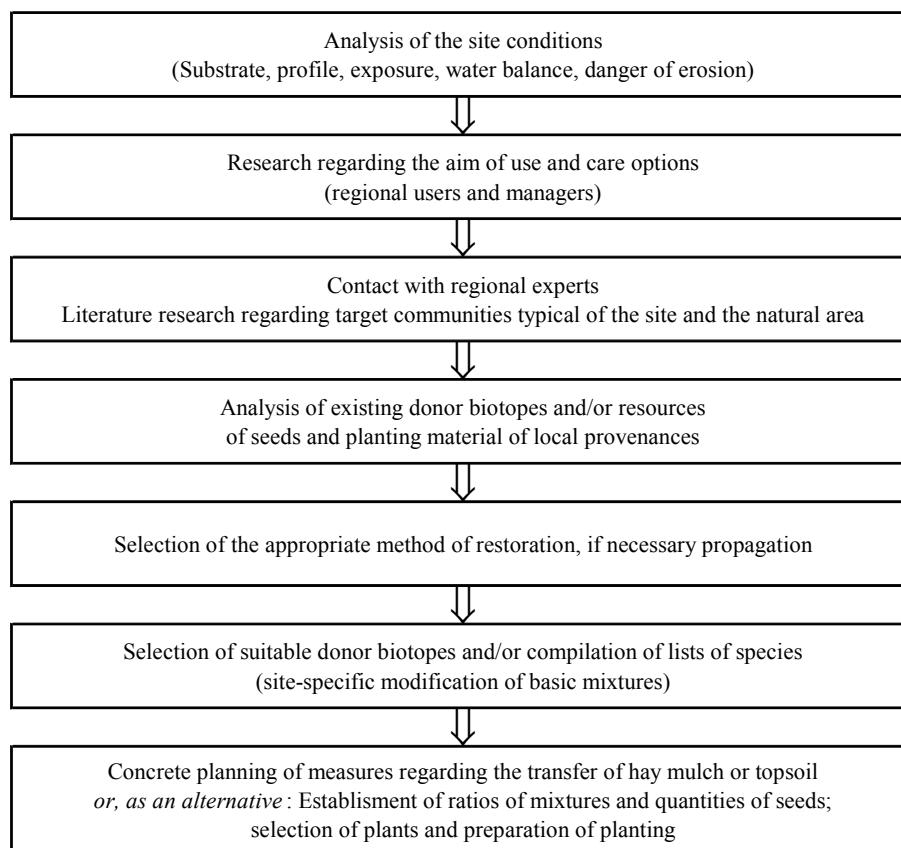 Analysis of the site conditions
(Substrate, profile, exposure, water balance, danger of erosion)
Research regarding the aim of use and care options
(regional users and managers)
Contact with regional experts
Literature research regarding target communities typical of the site and the natural area
Analysis of existing donor biotopes and/or resources
of seeds and planting material of local provenances
Selection of the appropriate method of restoration, if necessary propagation
Selection of suitable donor biotopes and/or compilation of lists of species
(site-specific modification of basic mixtures)
Concrete planning of measures regarding the transfer of hay mulch or topsoil
or, as an alternative: Establisment of ratios of mixtures and quantities of seeds;
selection of plants and preparation of planting